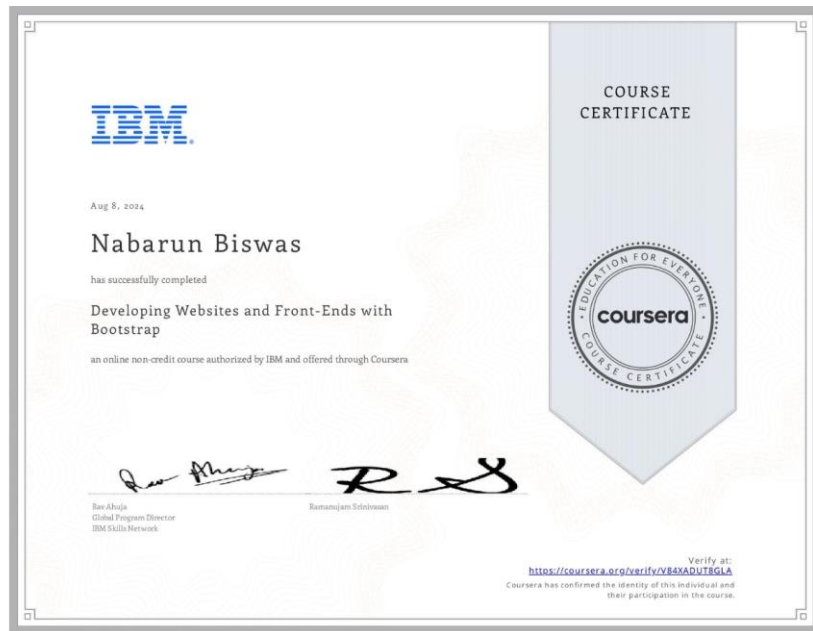 IBM.
Aug 8, 2024
Nabarun Biswas
has successfully completed
Developing Websites and Front-Ends with
Bootstrap
an online non-credit course authorized by IBM and offered through Coursera
Rav Ahuja
Global Program Director
IBM Skills Network
Ramanujam Srinivasan
COURSE
CERTIFICATE
EDUCATION FOR EVERYONE
coursera
COURSE CERTIFICATE
Verify at:
https://coursera.org/verify/VB4XADUT8GLA
Coursera has confirmed the identity of this individual and
their participation in the course.